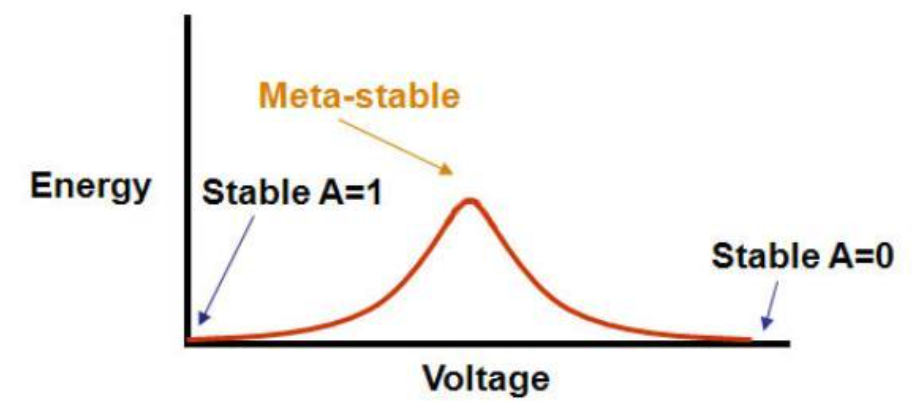 Meta-stable
Energy
Stable A=1
Stable A=0
Voltage